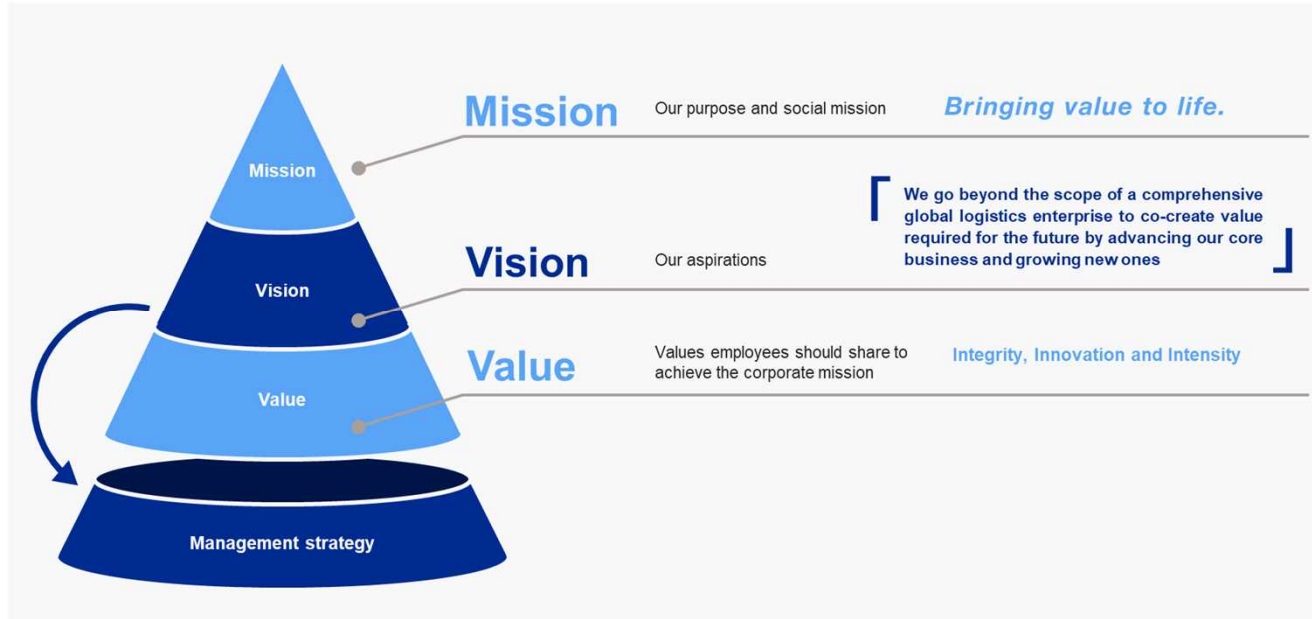 Mission
Our purpose and social mission
Bringing value to life.
Mission
We go beyond the scope of a comprehensive
global logistics enterprise to co-create value
required for the future by advancing our core
business and growing new ones
Vision
Our aspirations
Vision
Value
Values employees should share to
achieve the corporate mission
Integrity, Innovation and Intensity
Value
Management strategy